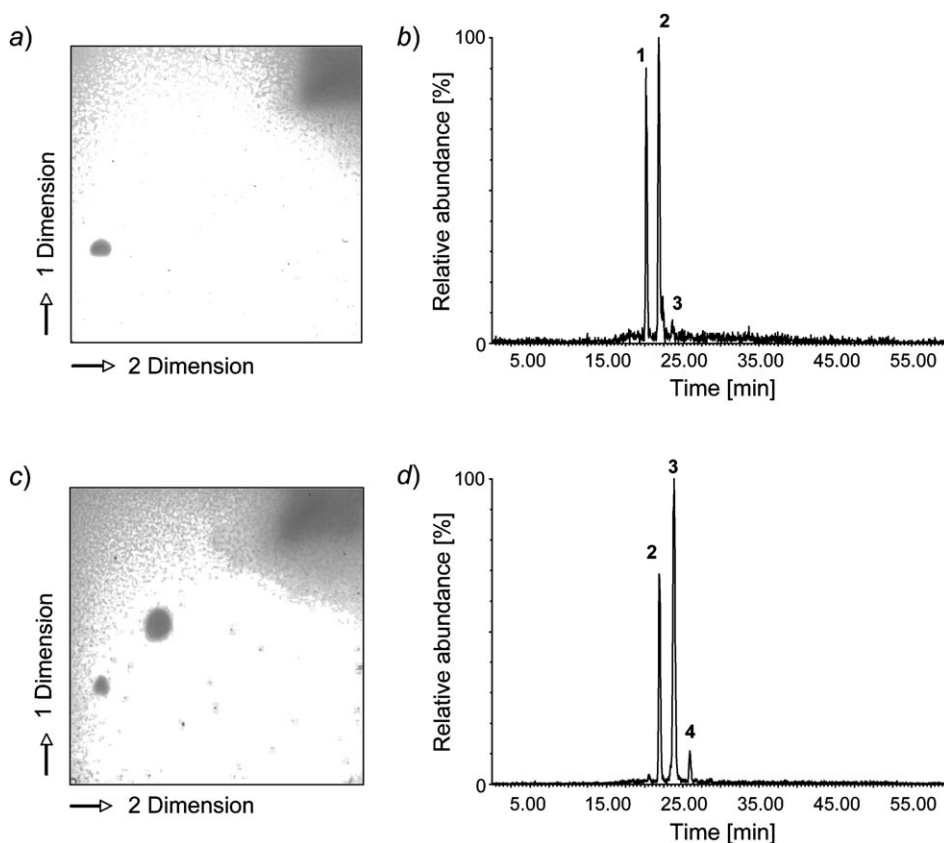 a)
1 Dimension
2 Dimension
b)
Relative abundance [%]
100
0
1
2
3
5.00 15.00 25.00 35.00 45.00 55.00
Time [min]
c)
1 Dimension
2 Dimension
d)
Relative abundance [%]
100
0
2
3
4
5.00 15.00 25.00 35.00 45.00 55.00
Time [min]